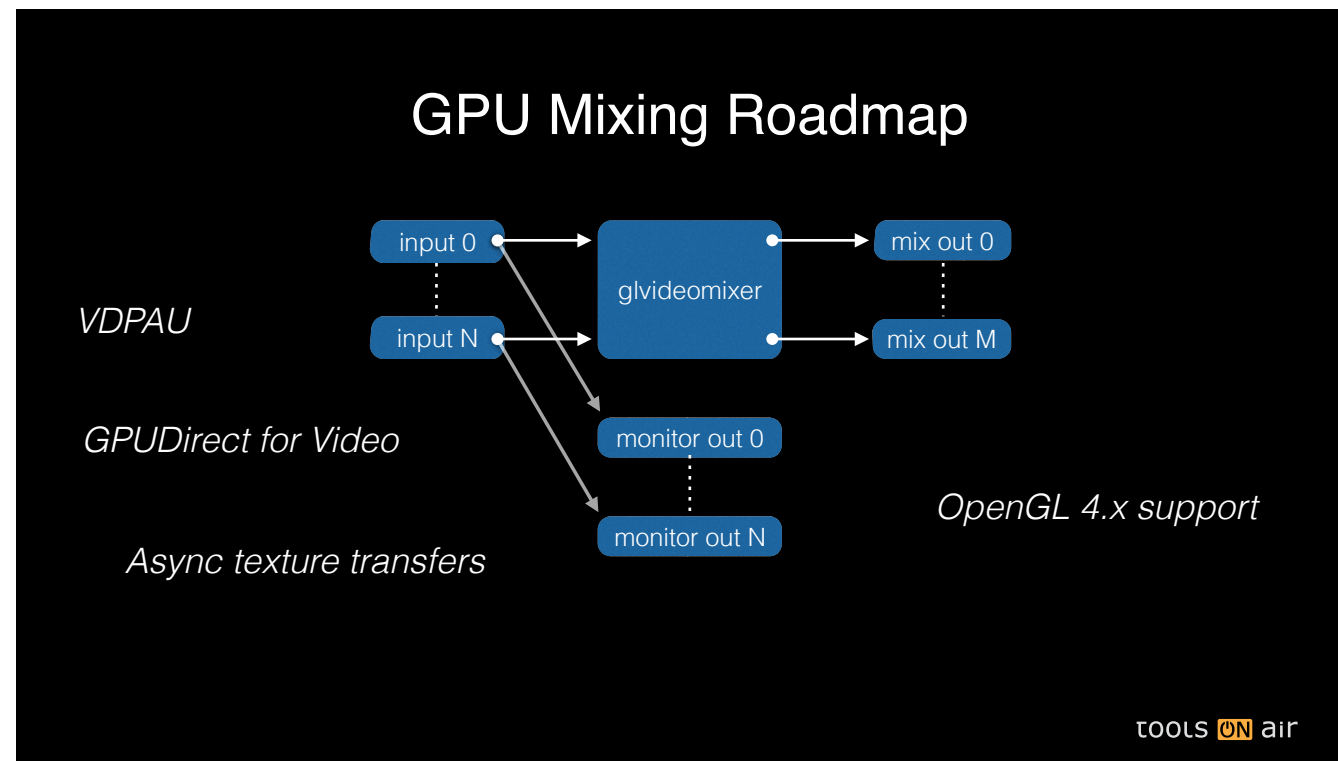 GPU Mixing Roadmap
input 0
mix out 0
glvideomixer
VDPAU
input N
mix out M
GPUDirect for Video
monitor out 0
OpenGL 4.x support
monitor out N
Async texture transfers
TOOLS ON air